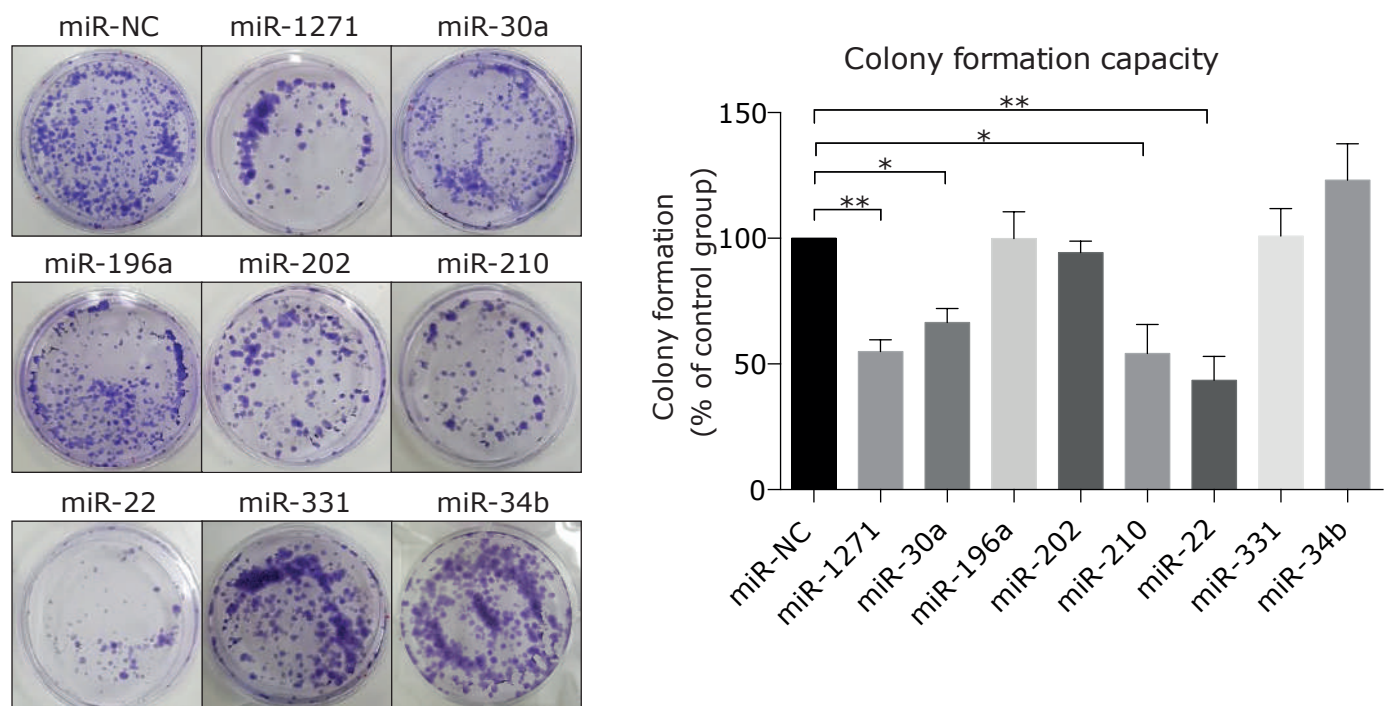 miR-NC miR-1271 miR-30a
miR-196a miR-202 miR-210
miR-22 miR-331 miR-34b
Colony formation capacity
Colony formation
(% of control group)
150
100
50
0
**
*
*
**
miR-NC
miR-1271
miR-30a
miR-196a
miR-202
miR-210
miR-22
miR-331
miR-34b